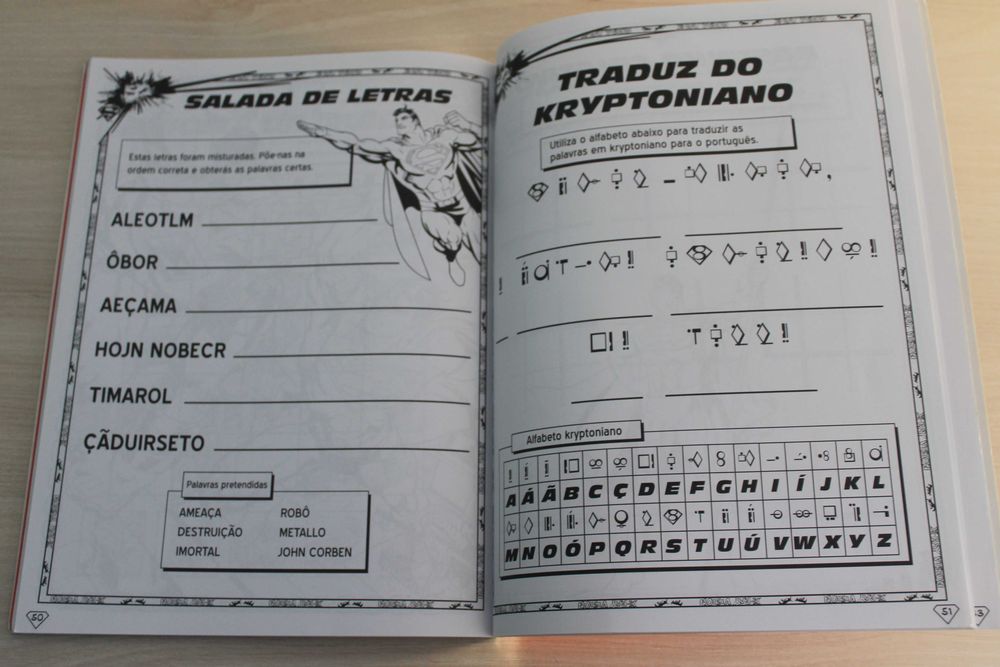 SALADA DE LETRAS
Estas letras foram misturadas. Põe-nas na
ordem correta e obterás as palavras certas.
ALEOTLM
ÔBOR
AEÇAMA
HOJN NOBECR
TIMAROL
ÇÃDUIRSETO
Palavras pretendidas
AMEAÇA ROBÔ
DESTRUIÇÃO METALLO
IMORTAL JOHN CORBEN
50
TRADUZ DO
KRYPTONIANO
Utiliza o alfabeto abaixo para traduzir as
palavras em kryptoniano para o português.
Alfabeto kryptoniano
A Á Ã B C Ç D E F G H I Í J K L
M N O Ó P Q R S T U Ú V W X Y Z
51